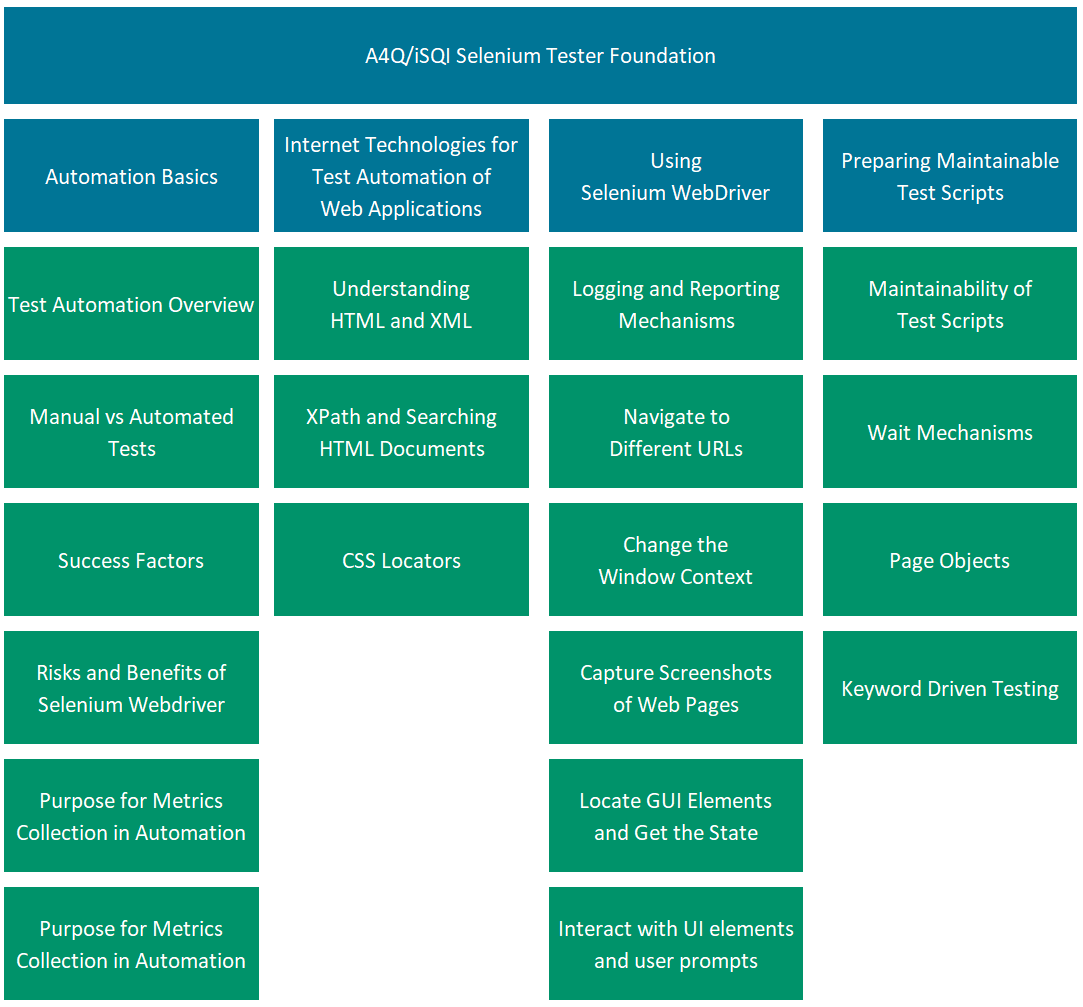 A4Q/iSQI Selenium Tester Foundation
Automation Basics
Internet Technologies for
Test Automation of
Web Applications
Using
Selenium WebDriver
Preparing Maintainable
Test Scripts
Test Automation Overview
Understanding
HTML and XML
Logging and Reporting
Mechanisms
Maintainability of
Test Scripts
Manual vs Automated
Tests
XPath and Searching
HTML Documents
Navigate to
Different URLs
Wait Mechanisms
Success Factors
CSS Locators
Change the
Window Context
Page Objects
Risks and Benefits of
Selenium Webdriver
Capture Screenshots
of Web Pages
Keyword Driven Testing
Purpose for Metrics
Collection in Automation
Locate GUI Elements
and Get the State
Purpose for Metrics
Collection in Automation
Interact with UI elements
and user prompts